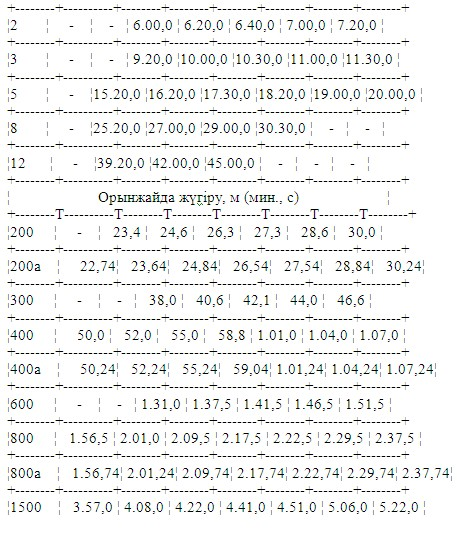 +--------+----------+-------+-------+-------+-------+--------+
¦2 ¦ - ¦ - ¦ 6.00,0 ¦ 6.20,0 ¦ 6.40,0 ¦ 7.00,0 ¦ 7.20,0 ¦
+--------+----------+-------+-------+-------+-------+--------+
¦3 ¦ - ¦ - ¦ 9.20,0 ¦10.00,0 ¦10.30,0 ¦11.00,0 ¦11.30,0 ¦
+--------+----------+-------+-------+-------+-------+--------+
¦5 ¦ - ¦15.20,0 ¦16.20,0 ¦17.30,0 ¦18.20,0 ¦19.00,0 ¦20.00,0 ¦
+--------+----------+-------+-------+-------+-------+--------+
¦8 ¦ - ¦25.20,0 ¦27.00,0 ¦29.00,0 ¦30.30,0 ¦ - ¦ - ¦
+--------+----------+-------+-------+-------+-------+--------+
¦12 ¦ - ¦39.20,0 ¦42.00,0 ¦45.00,0 ¦ - ¦ - ¦ - ¦
+--------+----------+-------+-------+-------+-------+--------+
¦ Орынжайда жүгіру, м (мин., с) ¦
+--------T---------T-------T-------T-------T-------T--------+
¦200 ¦ - ¦ 23,4 ¦ 24,6 ¦ 26,3 ¦ 27,3 ¦ 28,6 ¦ 30,0 ¦
+--------+----------+-------+-------+-------+-------+--------+
¦200а ¦ 22,74¦ 23,64¦ 24,84¦ 26,54¦ 27,54¦ 28,84¦ 30,24¦
+--------+----------+-------+-------+-------+-------+--------+
¦300 ¦ - ¦ - ¦ 38,0 ¦ 40,6 ¦ 42,1 ¦ 44,0 ¦ 46,6 ¦
+--------+----------+-------+-------+-------+-------+--------+
¦400 ¦ 50,0 ¦ 52,0 ¦ 55,0 ¦ 58,8 ¦ 1.01,0 ¦ 1.04,0 ¦ 1.07,0 ¦
+--------+----------+-------+-------+-------+-------+--------+
¦400а ¦ 50,24¦ 52,24¦ 55,24¦ 59,04¦ 1.01,24¦ 1.04,24¦ 1.07,24¦
+--------+----------+-------+-------+-------+-------+--------+
¦600 ¦ - ¦ - ¦ 1.31,0 ¦ 1.37,5 ¦ 1.41,5 ¦ 1.46,5 ¦ 1.51,5 ¦
+--------+----------+-------+-------+-------+-------+--------+
¦800 ¦ 1.56,5 ¦ 2.01,0 ¦ 2.09,5 ¦ 2.17,5 ¦ 2.22,5 ¦ 2.29,5 ¦ 2.37,5 ¦
+--------+----------+-------+-------+-------+-------+--------+
¦800а ¦ 1.56,74¦ 2.01,24¦ 2.09,74¦ 2.17,74¦ 2.22,74¦ 2.29,74¦ 2.37,74¦
+--------+----------+-------+-------+-------+-------+--------+
¦1500 ¦ 3.57,0 ¦ 4.08,0 ¦ 4.22,0 ¦ 4.41,0 ¦ 4.51,0 ¦ 5.06,0 ¦ 5.22,0 ¦